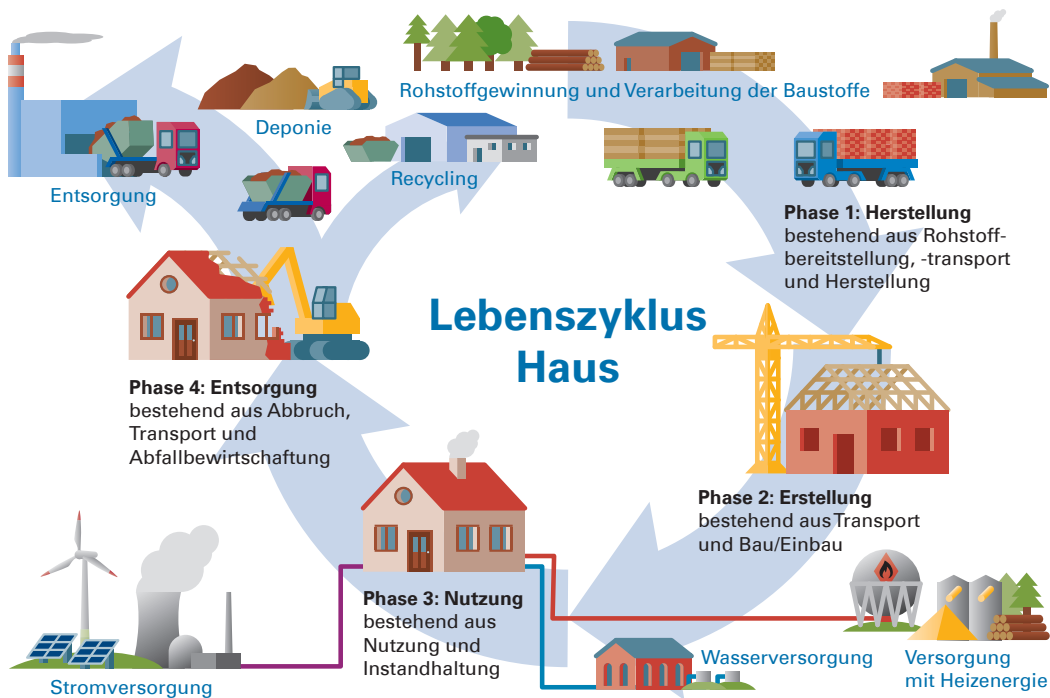 Rohstoffgewinnung und Verarbeitung der Baustoffe
Deponie
Recycling
Entsorgung
Phase 1: Herstellung
bestehend aus Rohstoff-
bereitstellung, -transport
und Herstellung
Lebenszyklus
Haus
Phase 4: Entsorgung
bestehend aus Abbruch,
Transport und
Abfallbewirtschaftung
Phase 2: Erstellung
bestehend aus Transport
und Bau/Einbau
Phase 3: Nutzung
bestehend aus
Nutzung und
Instandhaltung
Stromversorgung
Wasserversorgung
Versorgung
mit Heizenergie